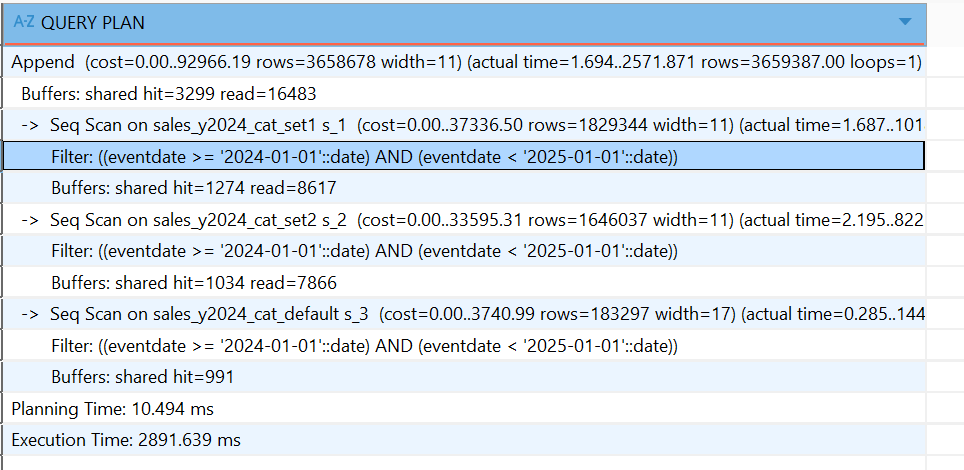 A-Z QUERY PLAN
Append (cost=0.00..92966.19 rows=3658678 width=11) (actual time=1.694..2571.871 rows=3659387.00 loops=1)
Buffers: shared hit=3299 read=16483
-> Seq Scan on sales_y2024_cat_set1 s_1 (cost=0.00..37336.50 rows=1829344 width=11) (actual time=1.687..101
Filter: ((eventdate >= '2024-01-01'::date) AND (eventdate < '2025-01-01'::date))
Buffers: shared hit=1274 read=8617
-> Seq Scan on sales_y2024_cat_set2 s_2 (cost=0.00..33595.31 rows=1646037 width=11) (actual time=2.195..822
Filter: ((eventdate >= '2024-01-01'::date) AND (eventdate < '2025-01-01'::date))
Buffers: shared hit=1034 read=7866
-> Seq Scan on sales_y2024_cat_default s_3 (cost=0.00..3740.99 rows=183297 width=17) (actual time=0.285..144
Filter: ((eventdate >= '2024-01-01'::date) AND (eventdate < '2025-01-01'::date))
Buffers: shared hit=991
Planning Time: 10.494 ms
Execution Time: 2891.639 ms